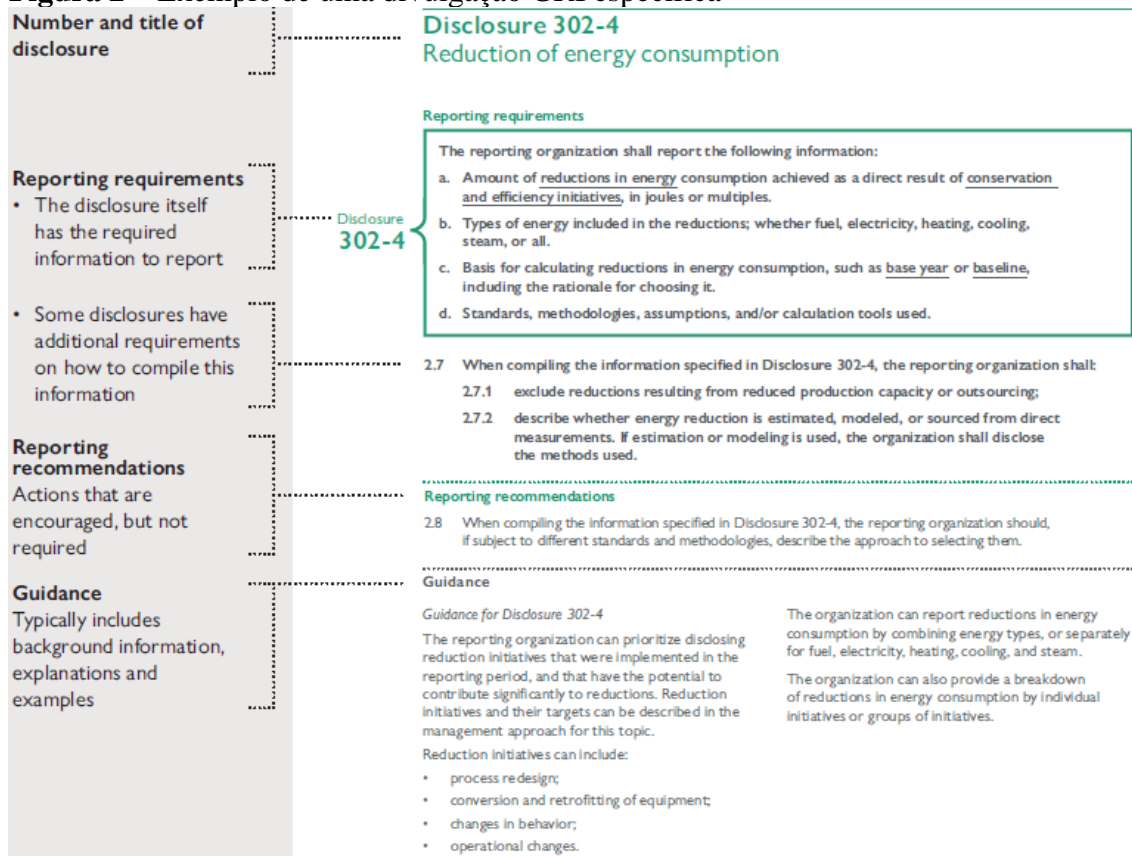 Figura 2 – Exemplo de uma divulgação GRI específica
Number and title of
disclosure
Disclosure 302-4
Reduction of energy consumption
Reporting requirements
• The disclosure itself
has the required
information to report
• Some disclosures have
additional requirements
on how to compile this
information
Reporting requirements
Disclosure
302-4
The reporting organization shall report the following information:
a. Amount of reductions in energy consumption achieved as a direct result of conservation
and efficiency initiatives, in joules or multiples.
b. Types of energy included in the reductions; whether fuel, electricity, heating, cooling,
steam, or all.
c. Basis for calculating reductions in energy consumption, such as base year or baseline,
including the rationale for choosing it.
d. Standards, methodologies, assumptions, and/or calculation tools used.
2.7 When compiling the information specified in Disclosure 302-4, the reporting organization shall:
2.7.1 exclude reductions resulting from reduced production capacity or outsourcing;
2.7.2 describe whether energy reduction is estimated, modeled, or sourced from direct
measurements. If estimation or modeling is used, the organization shall disclose
the methods used.
Reporting
recommendations
Actions that are
encouraged, but not
required
Reporting recommendations
2.8 When compiling the information specified in Disclosure 302-4, the reporting organization should,
if subject to different standards and methodologies, describe the approach to selecting them.
Guidance
Typically includes
background information,
explanations and
examples
Guidance
Guidance for Disclosure 302-4
The reporting organization can prioritize disclosing
reduction initiatives that were implemented in the
reporting period, and that have the potential to
contribute significantly to reductions. Reduction
initiatives and their targets can be described in the
management approach for this topic.
Reduction initiatives can include:
• process redesign;
• conversion and retrofitting of equipment;
• changes in behavior;
• operational changes.
The organization can report reductions in energy
consumption by combining energy types, or separately
for fuel, electricity, heating, cooling, and steam.
The organization can also provide a breakdown
of reductions in energy consumption by individual
initiatives or groups of initiatives.